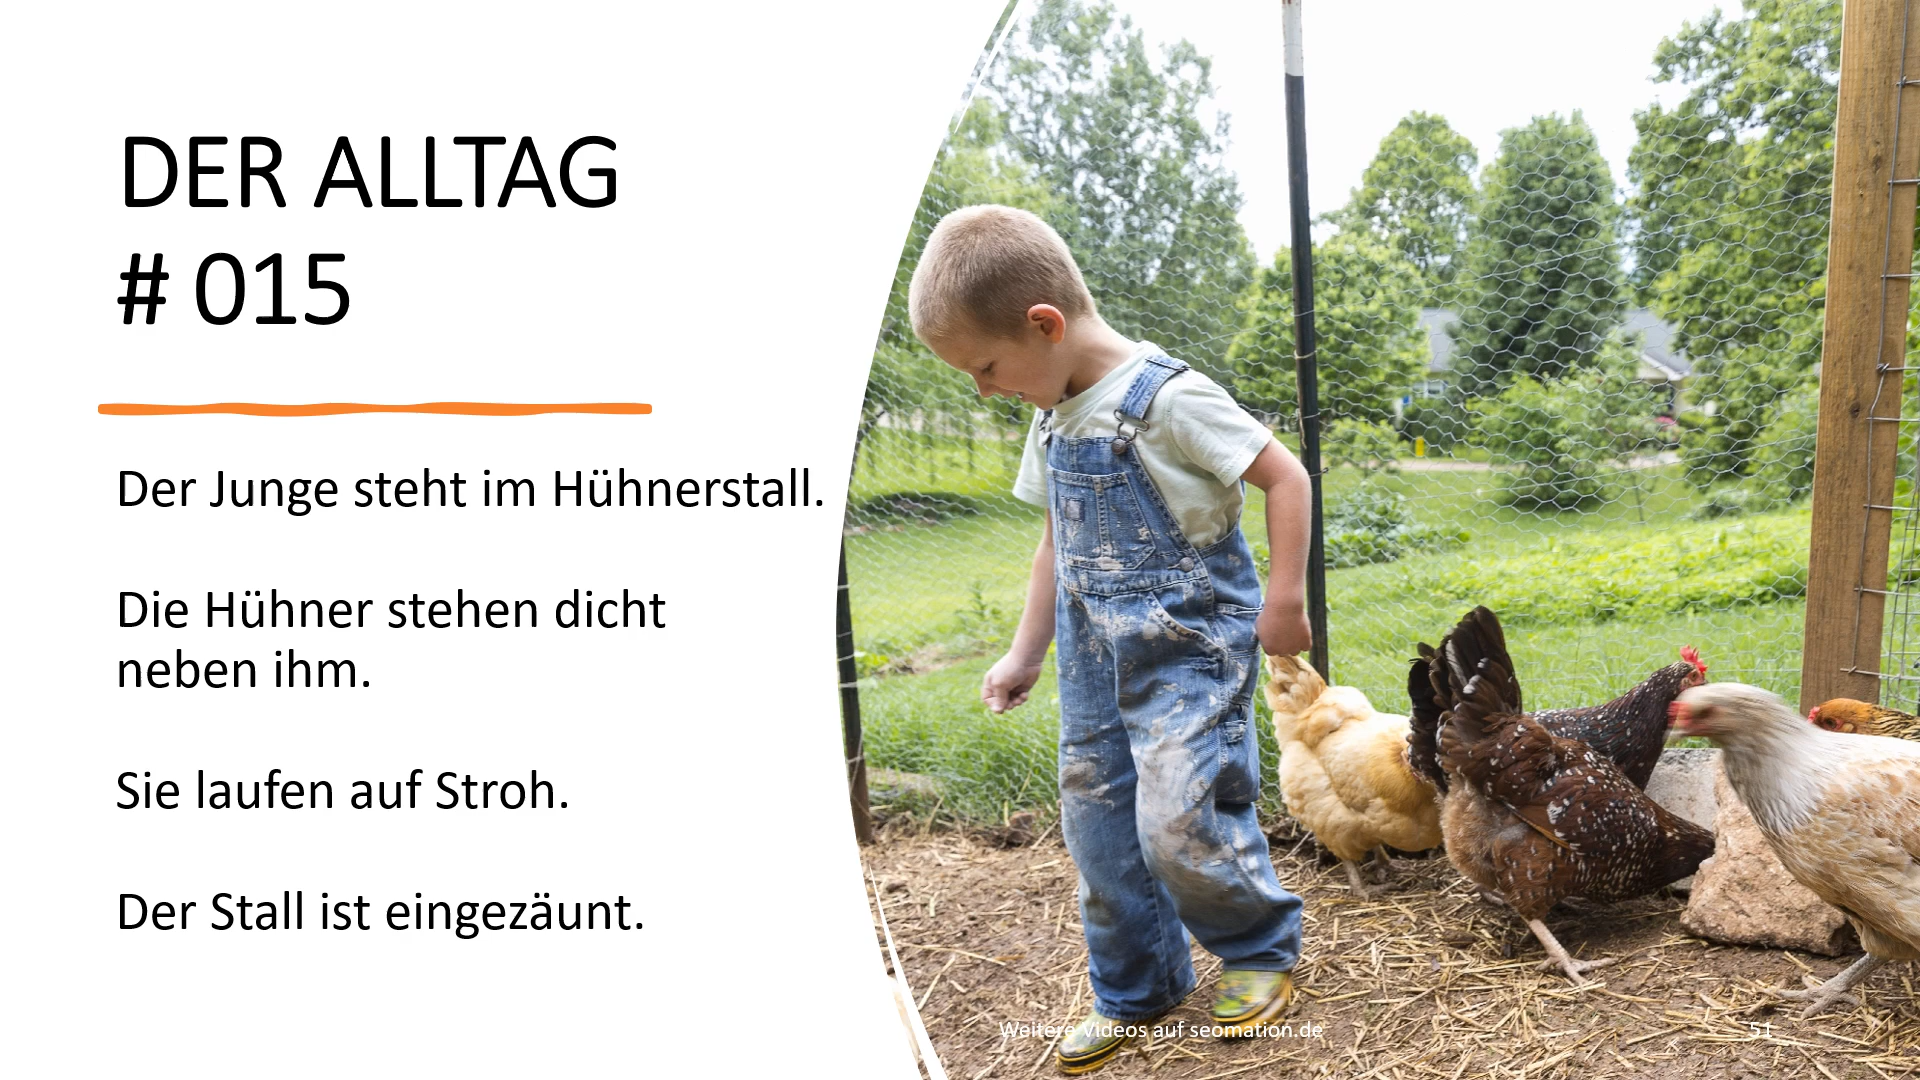 DER ALLTAG
# 015
Der Junge steht im Hühnerstall.
Die Hühner stehen dicht
neben ihm.
Sie laufen auf Stroh.
Der Stall ist eingezäunt.
Weitere Videos auf seomation.de
51